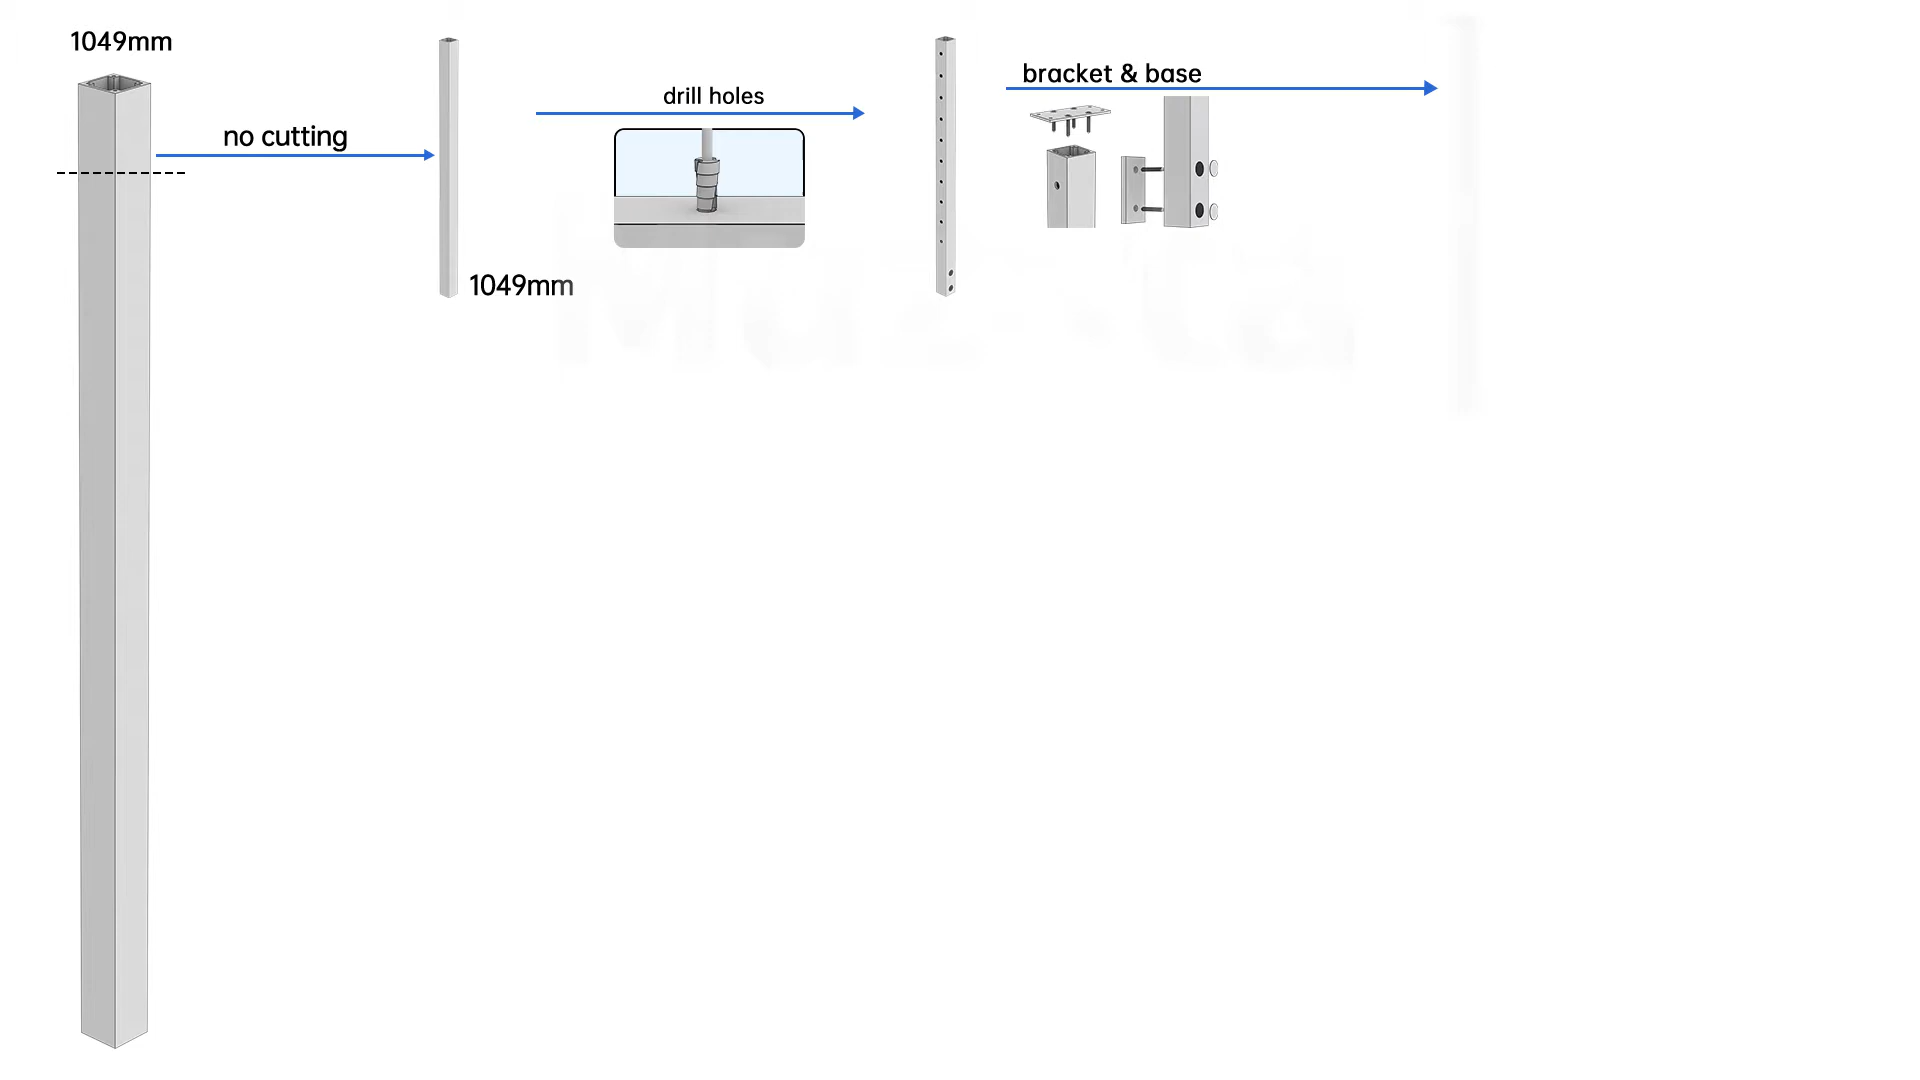 1049mm
no cutting
1049mm
drill holes
bracket & base